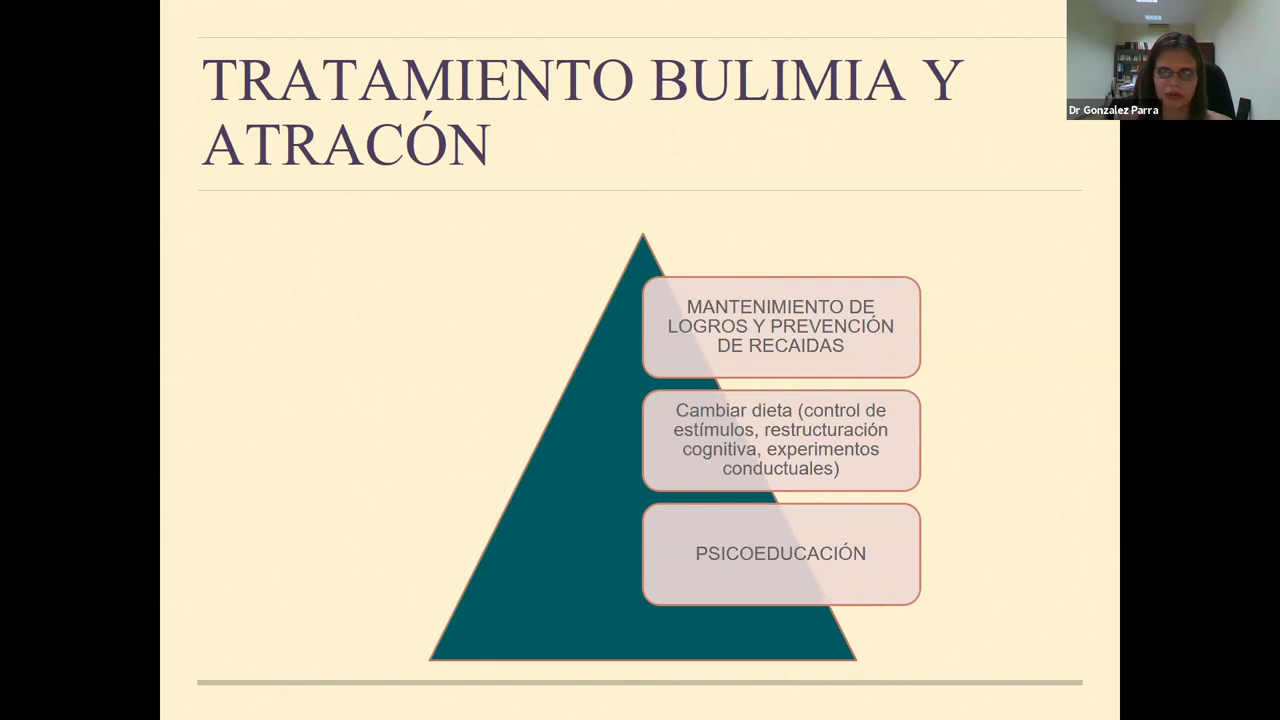 TRATAMIENTO BULIMIA Y
ATRACÓN
Dr Gonzalez Parra
MANTENIMIENTO DE
LOGROS Y PREVENCIÓN
DE RECAIDAS
Cambiar dieta (control de
estímulos, restructuración
cognitiva, experimentos
conductuales)
PSICOEDUCACIÓN